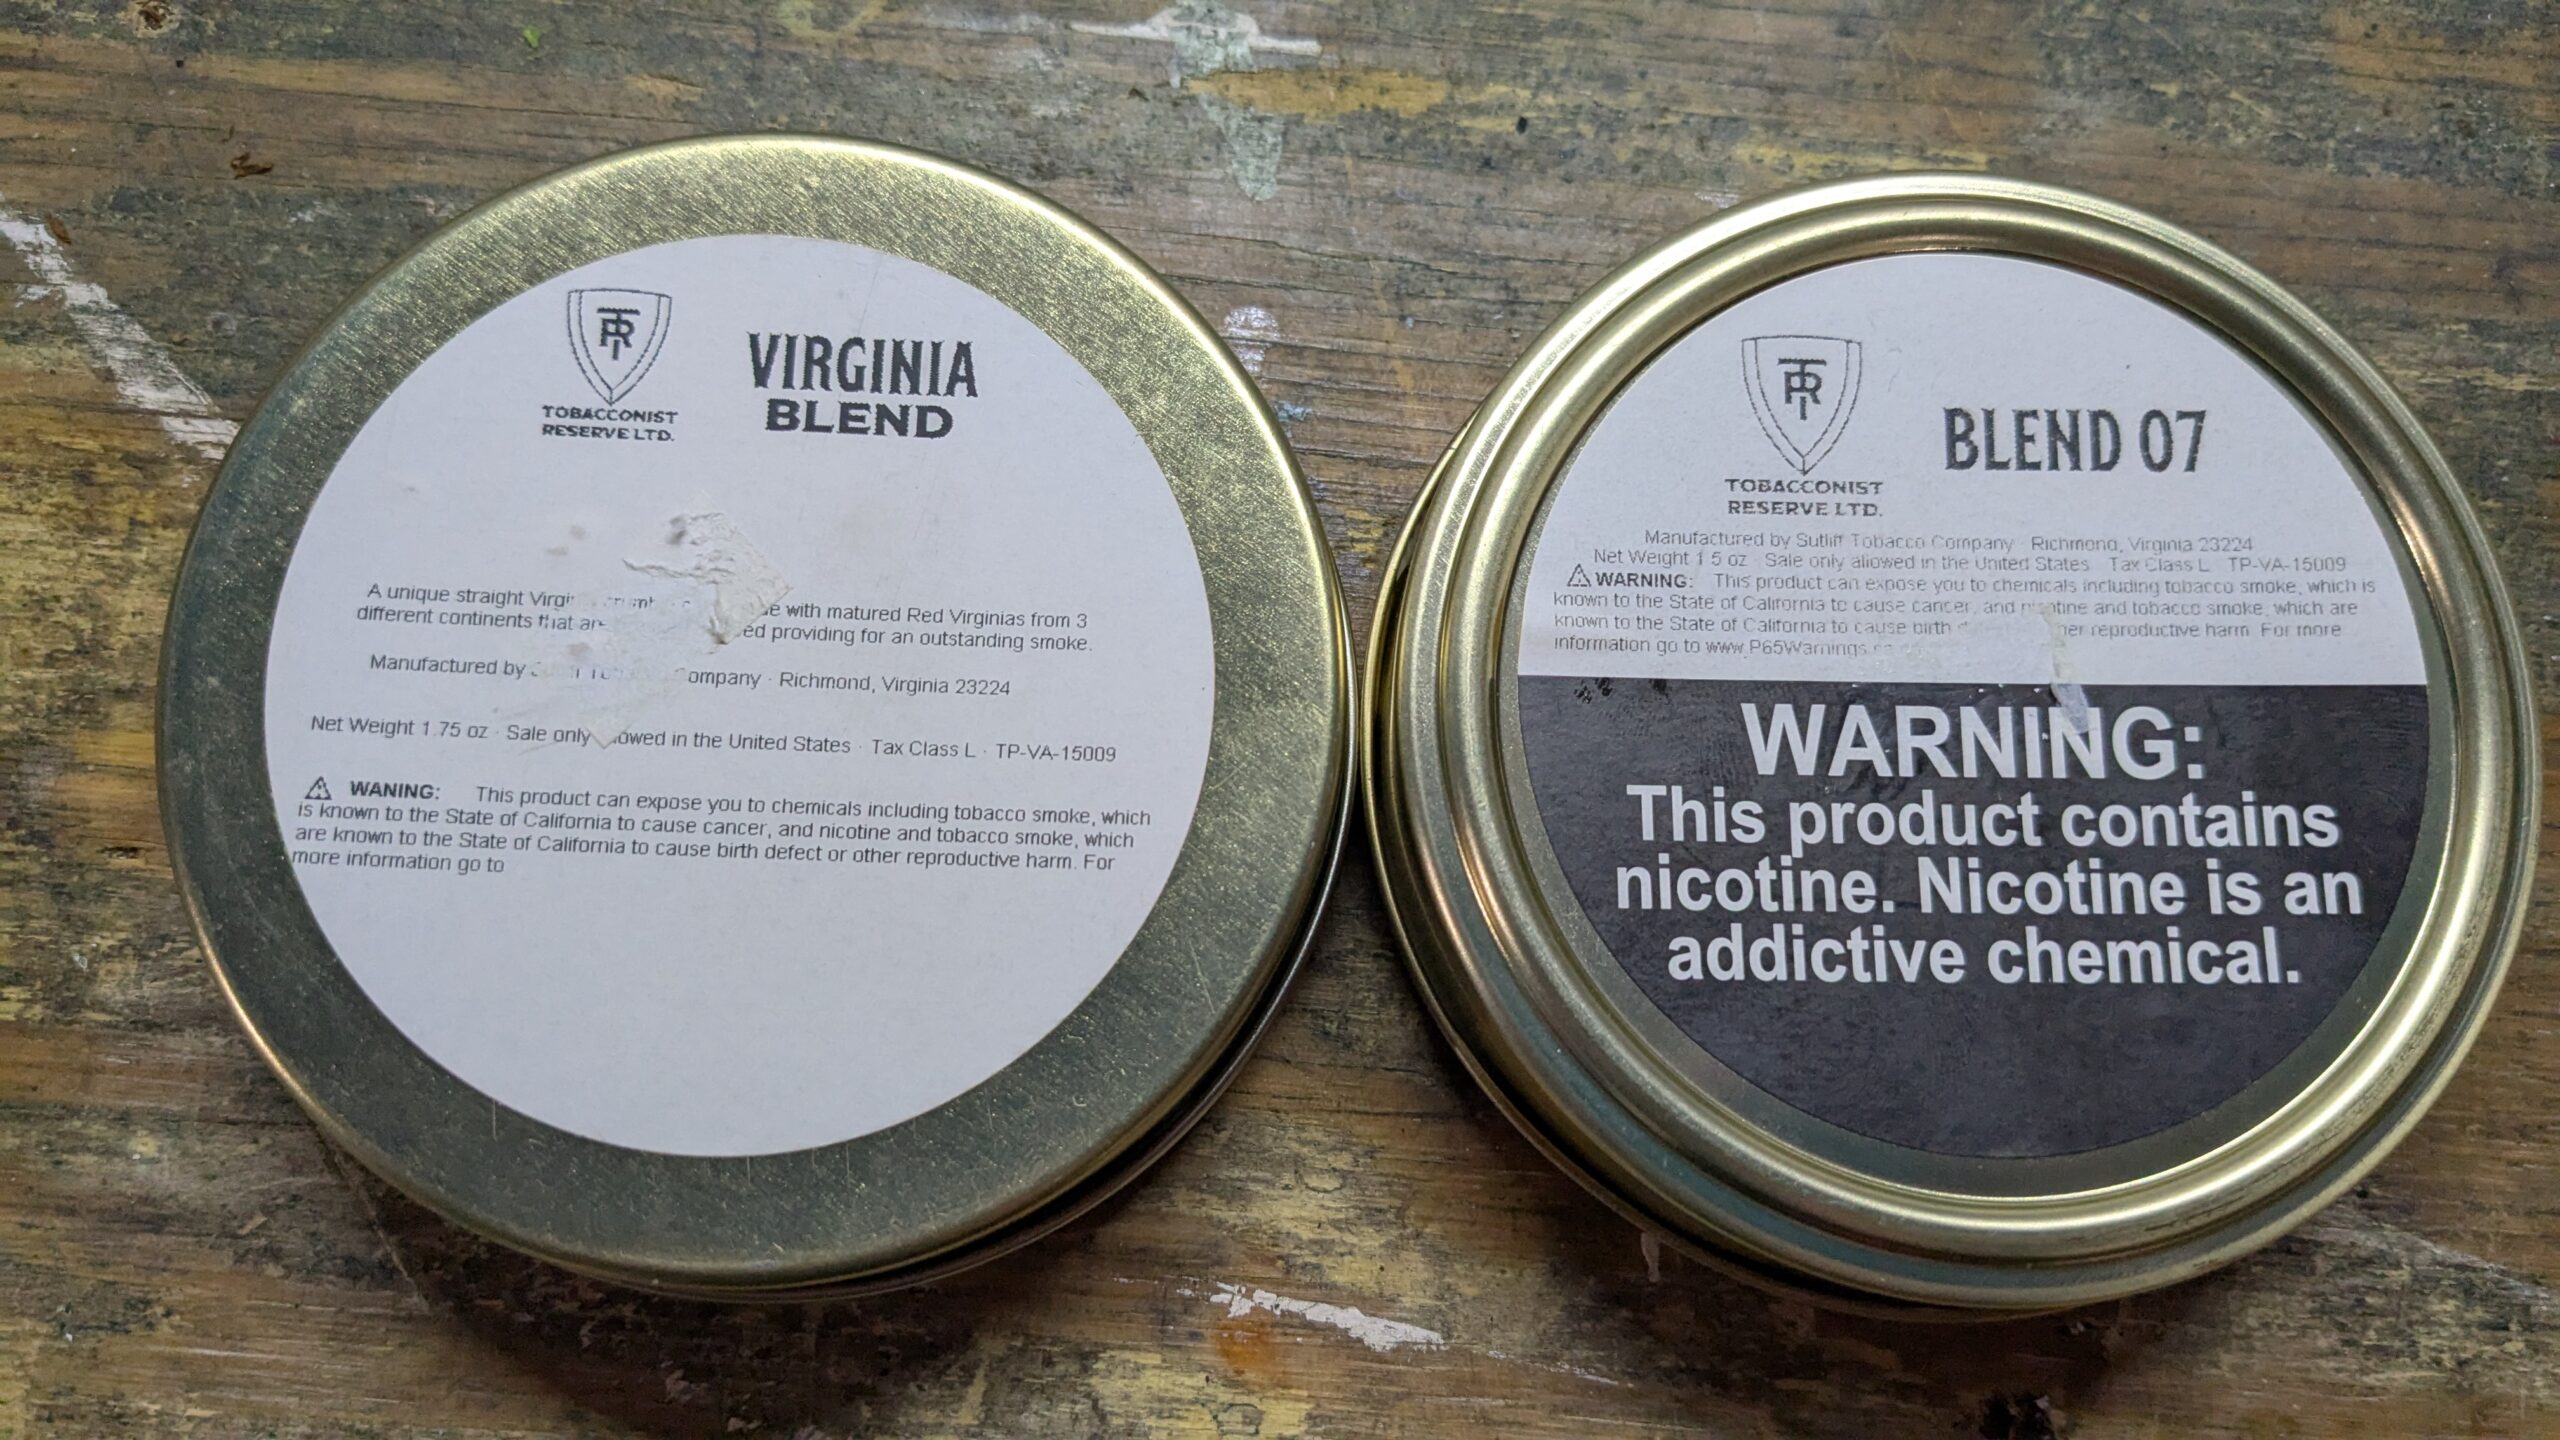 TR
TOBACCONIST
RESERVE LTD.
VIRGINIA
BLEND
A unique straight with matured Red Virginias from 3
different continents that providing for an outstanding smoke.
Manufactured by Company · Richmond, Virginia 23224
Net Weight 1.75 oz · Sale only in the United States · Tax Class L · TP-VA-15009
⚠ WANING: This product can expose you to chemicals including tobacco smoke, which
is known to the State of California to cause cancer, and nicotine and tobacco smoke, which
are known to the State of California to cause birth defect or other reproductive harm. For
more information go to
TR
TOBACCONIST
RESERVE LTD.
BLEND 07
Manufactured by Sutliff Tobacco Company · Richmond, Virginia 23224
Net Weight 1.5 oz · Sale only allowed in the United States · Tax Class L · TP-VA-15009
⚠ WARNING: This product can expose you to chemicals including tobacco smoke, which is
known to the State of California to cause cancer, and nicotine and tobacco smoke, which are
known to the State of California to cause birth reproductive harm. For more
information go to
WARNING:
This product contains
nicotine. Nicotine is an
addictive chemical.